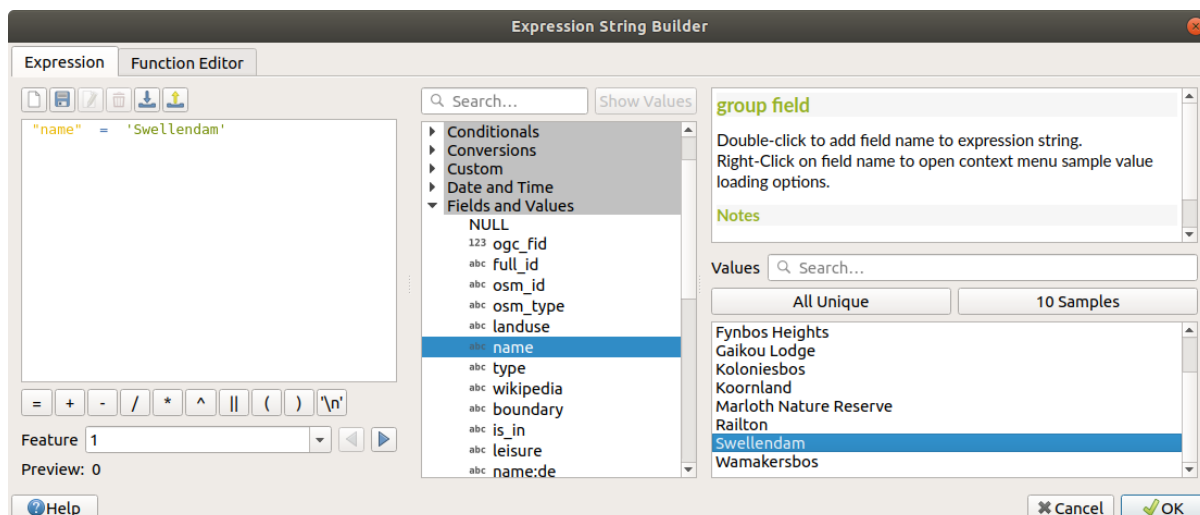 Expression String Builder
Expression
Function Editor
"name" = 'Swellendam'
= + - / * ^ || ( ) '\n'
Feature 1
Preview: 0
Search...
Show Values
Conditionals
Conversions
Custom
Date and Time
Fields and Values
NULL
123 ogc_fid
abc full_id
abc osm_id
abc osm_type
abc landuse
abc name
abc type
abc wikipedia
abc boundary
abc is_in
abc leisure
abc name:de
group field
Double-click to add field name to expression string.
Right-Click on field name to open context menu sample value
loading options.
Notes
Values Search...
All Unique
10 Samples
Fynbos Heights
Gaikou Lodge
Koloniesbos
Koornland
Marloth Nature Reserve
Railton
Swellendam
Wamakersbos
Help
Cancel
OK